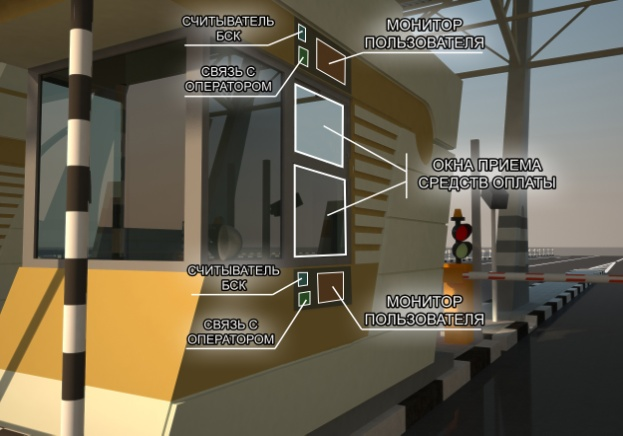 СЧИТЫВАТЕЛЬ
БСК
МОНИТОР
ПОЛЬЗОВАТЕЛЯ
СВЯЗЬ С
ОПЕРАТОРОМ
ОКНА ПРИЕМА
СРЕДСТВ ОПЛАТЫ
СЧИТЫВАТЕЛЬ
БСК
МОНИТОР
ПОЛЬЗОВАТЕЛЯ
СВЯЗЬ С
ОПЕРАТОРОМ